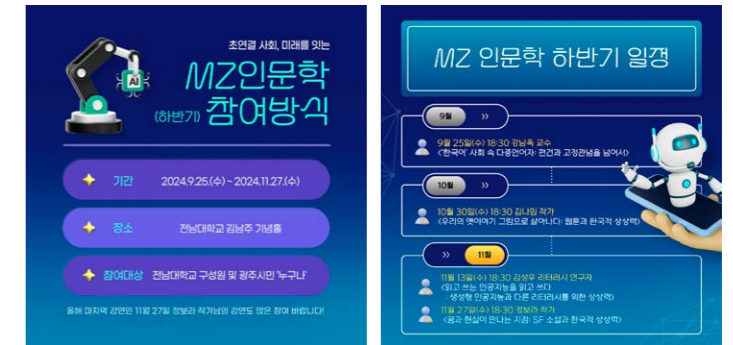 초연결 사회, 미래를 잇는
MZ인문학
(하반기) 참여방식
AI
기간 2024.9.25.(수) ~ 2024.11.27.(수)
장소 전남대학교 김남주 기념홀
참여대상 전남대학교 구성원 및 광주시민 '누구나'
올해 마지막 강연인 11월 27일 정보라 작가님의 강연도 많은 참여 바랍니다!
MZ 인문학 하반기 일정
9월
9월 25일(수) 18:30 강남욱 교수
<'한국어' 사회 속 다중언어자: 편견과 고정관념을 넘어서>
10월
10월 30일(수) 18:30 김나임 작가
<우리의 옛이야기 그림으로 살아나다: 웹툰과 한국적 상상력>
11월
11월 13일(수) 18:30 김성우 리터러시 연구자
<읽고 쓰는 인공지능을 읽고 쓰다
: 생성형 인공지능과 다른 리터러시를 위한 상상력>
11월 27일(수) 18:30 정보라 작가
<꿈과 현실이 만나는 지점: SF 소설과 한국적 상상력>